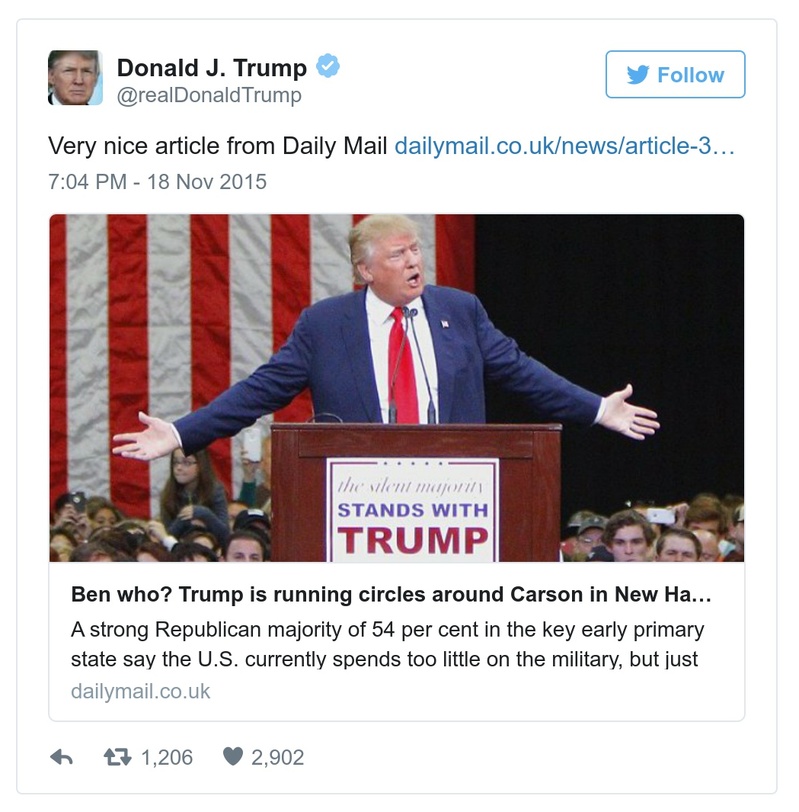 Donald J. Trump
@realDonaldTrump
Follow
Very nice article from Daily Mail dailymail.co.uk/news/article-3…
7:04 PM - 18 Nov 2015
the silent majority
STANDS WITH
TRUMP
Ben who? Trump is running circles around Carson in New Ha…
A strong Republican majority of 54 per cent in the key early primary
state say the U.S. currently spends too little on the military, but just
dailymail.co.uk
1,206
2,902